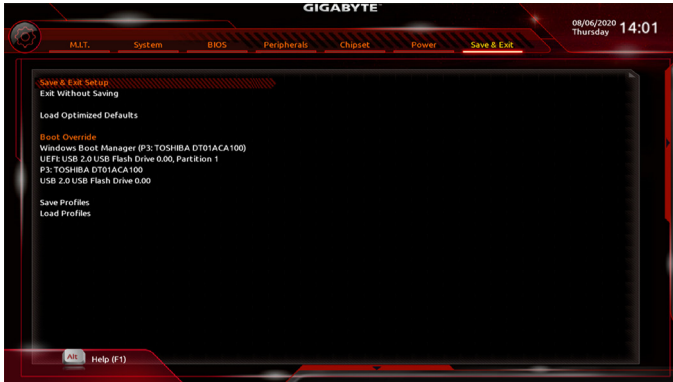 GIGABYTE™
08/06/2020 Thursday 14:01
M.I.T. System BIOS Peripherals Chipset Power Save & Exit
Save & Exit Setup
Exit Without Saving
Load Optimized Defaults
Boot Override
Windows Boot Manager (P3: TOSHIBA DT01ACA100)
UEFI: USB 2.0 USB Flash Drive 0.00, Partition 1
P3: TOSHIBA DT01ACA100
USB 2.0 USB Flash Drive 0.00
Save Profiles
Load Profiles
Alt Help (F1)